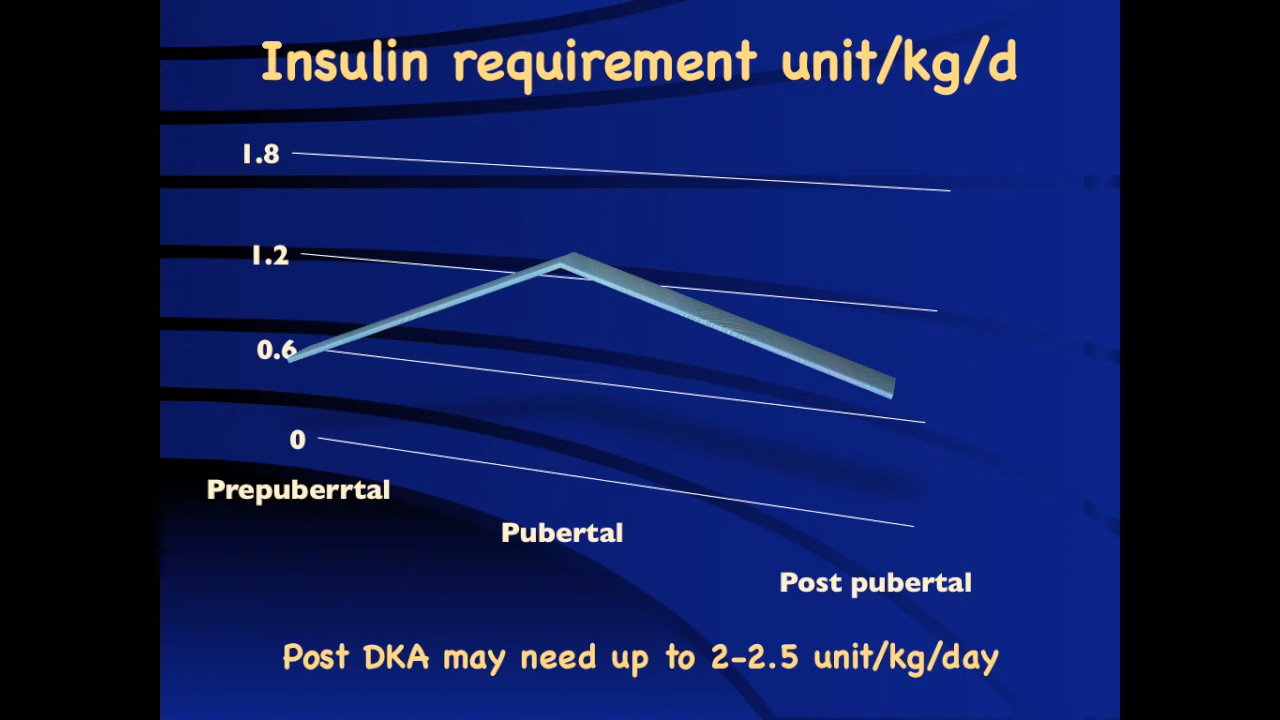 Insulin requirement unit/kg/d
1.8
1.2
0.6
0
Prepuberrtal
Pubertal
Post pubertal
Post DKA may need up to 2-2.5 unit/kg/day